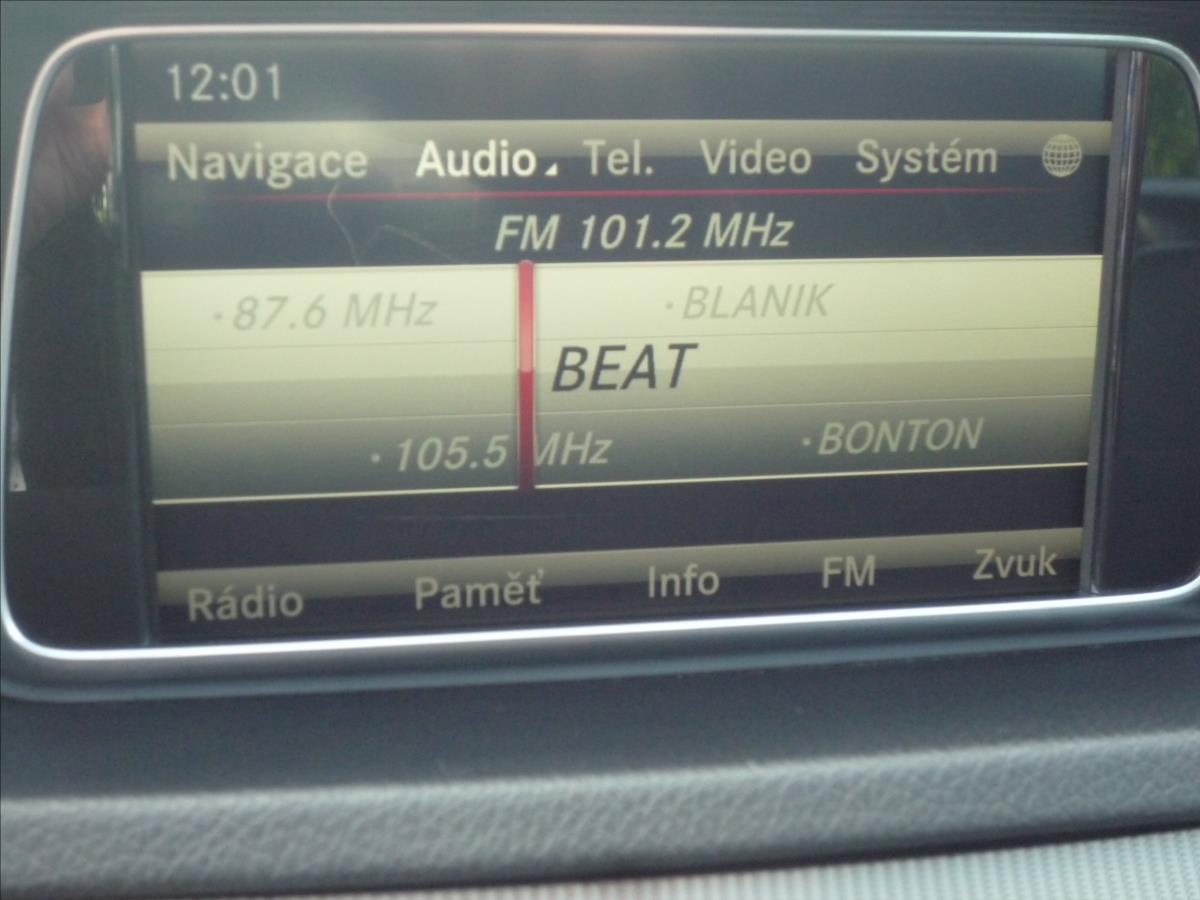 12:01
Navigace Audio Tel. Video Systém
FM 101.2 MHz
·87.6 MHz ·BLANIK
BEAT
·105.5 MHz ·BONTON
Rádio Paměť Info FM Zvuk